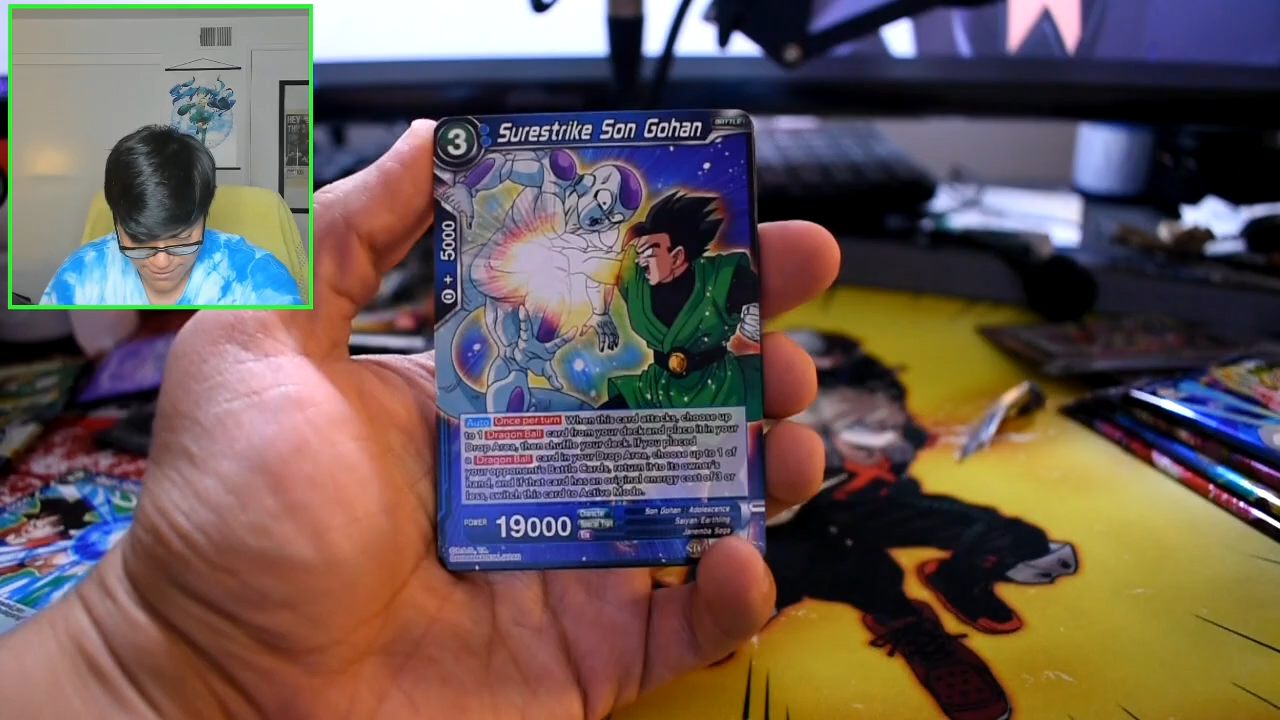 HEY
3
Surestrike Son Gohan
BATTLE
0 + 5000
Auto Once per turn When this card attacks, choose up
to 1 Dragon Ball card from your deck and place it in your
Drop Area, then shuffle your deck. If you placed
a Dragon Ball card in your Drop Area, choose up to 1 of
your opponent's Battle Cards, return it to its owner's
hand, and if that card has an original energy cost of 3 or
less, switch this card to Active Mode.
POWER 19000
Character Son Gohan : Adolescence
Special Trait Saiyan/Earthling
Janemba Saga